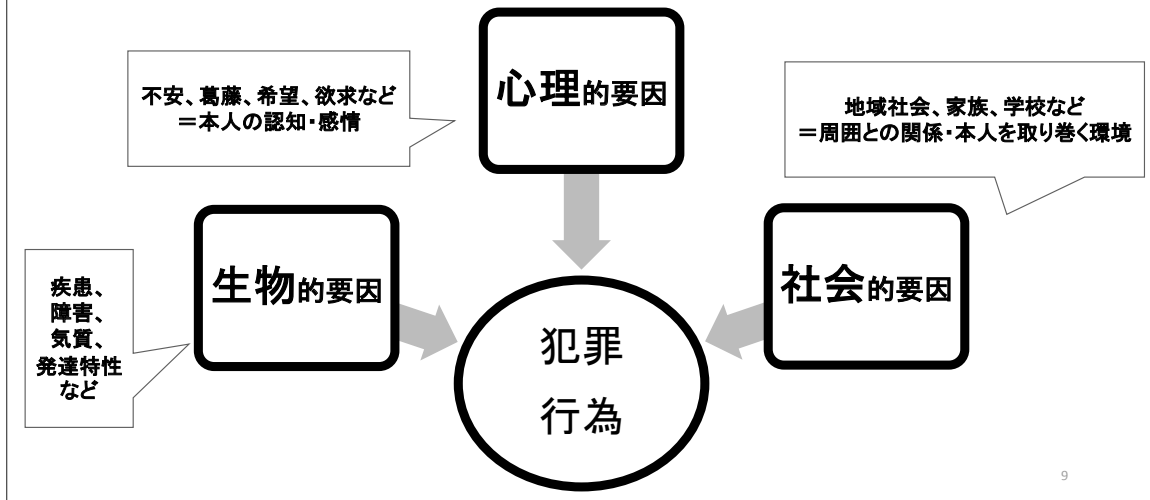 心理的要因
不安、葛藤、希望、欲求など
＝本人の認知・感情
地域社会、家族、学校など
＝周囲との関係・本人を取り巻く環境
生物的要因
社会的要因
疾患、
障害、
気質、
発達特性
など
犯罪
行為
9